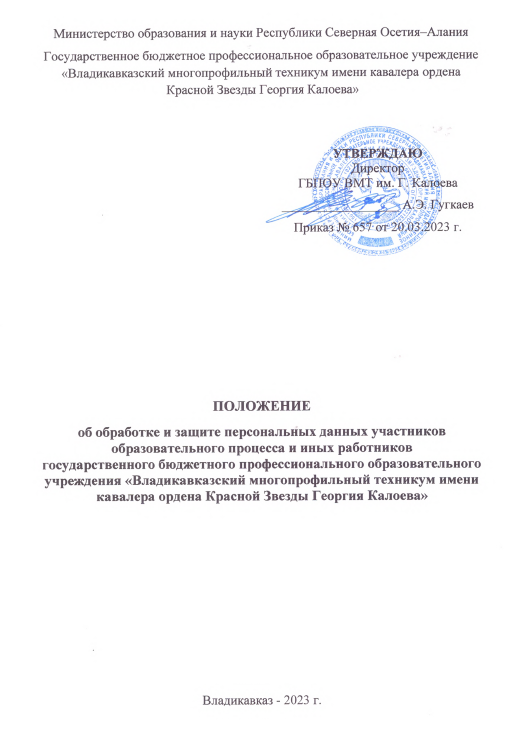 Министерство образования и науки Республики Северная Осетия–Алания
Государственное бюджетное профессиональное образовательное учреждение
«Владикавказский многопрофильный техникум имени кавалера ордена
Красной Звезды Георгия Калоева»
УТВЕРЖДАЮ
Директор
ГБПОУ ВМТ им. Г. Калоева
А.Э. Гугкаев
Приказ № 657 от 20.03.2023 г.
ПОЛОЖЕНИЕ
об обработке и защите персональных данных участников
образовательного процесса и иных работников
государственного бюджетного профессионального образовательного
учреждения «Владикавказский многопрофильный техникум имени
кавалера ордена Красной Звезды Георгия Калоева»
Владикавказ - 2023 г.